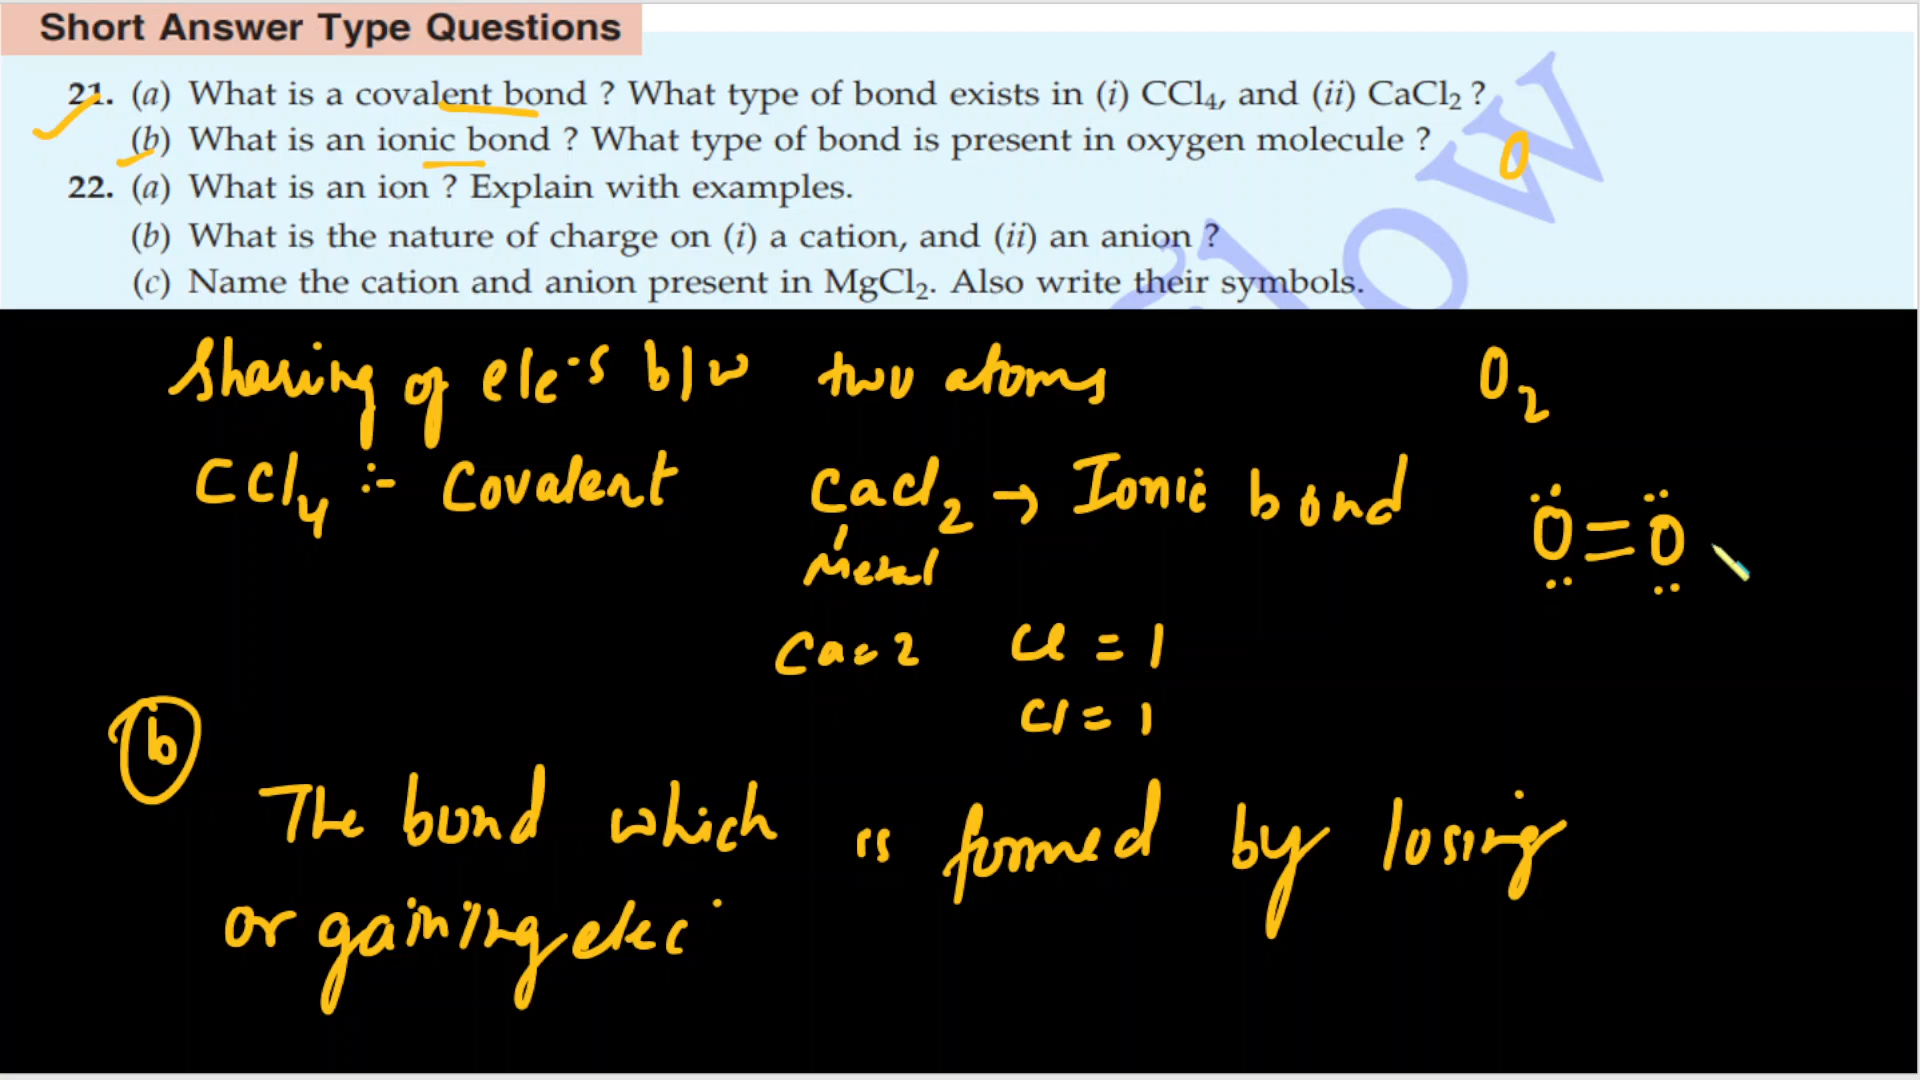 Short Answer Type Questions
21. (a) What is a covalent bond ? What type of bond exists in (i) CCl₄, and (ii) CaCl₂ ?
(b) What is an ionic bond ? What type of bond is present in oxygen molecule ?
O
22. (a) What is an ion ? Explain with examples.
(b) What is the nature of charge on (i) a cation, and (ii) an anion ?
(c) Name the cation and anion present in MgCl₂. Also write their symbols.
low
Sharing of ele-s b/w two atoms
O₂
CCl₄ :- Covalent
CaCl₂ → Ionic bond
O=O
Metal
Ca = 2 Cl = 1
Cl = 1
b
The bond which is formed by losing
or gaining elec